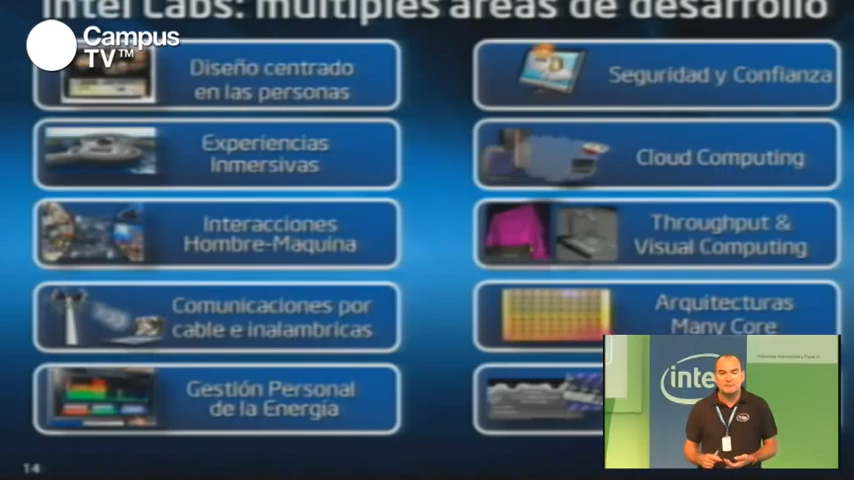 Intel Labs: múltiples áreas de desarrollo
Campus
TV™
Diseño centrado
en las personas
Seguridad y Confianza
Experiencias
Inmersivas
Cloud Computing
Interacciones
Hombre-Maquina
Throughput &
Visual Computing
Comunicaciones por
cable e inalambricas
Arquitecturas
Many Core
Gestión Personal
de la Energía
intel
14